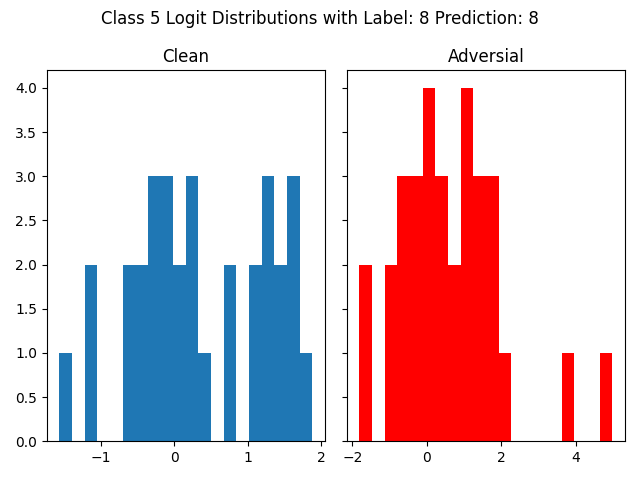 Class 5 Logit Distributions with Label: 8 Prediction: 8
Clean
Adversial
4.0
3.5
3.0
2.5
2.0
1.5
1.0
0.5
0.0
−1 0 1 2
−2 0 2 4